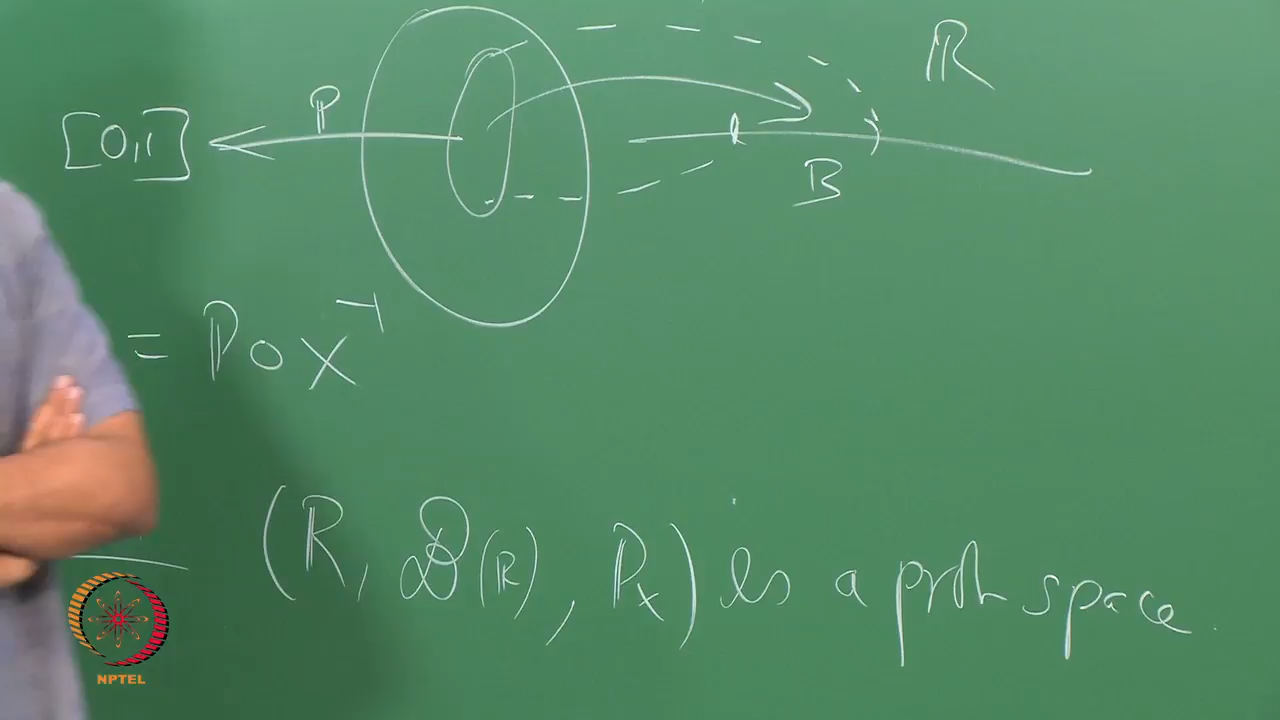 ℝ
[0,1] ℙ
B
= ℙ ∘ X⁻¹
(ℝ, ℬ(ℝ), ℙₓ) is a prob space.
NPTEL